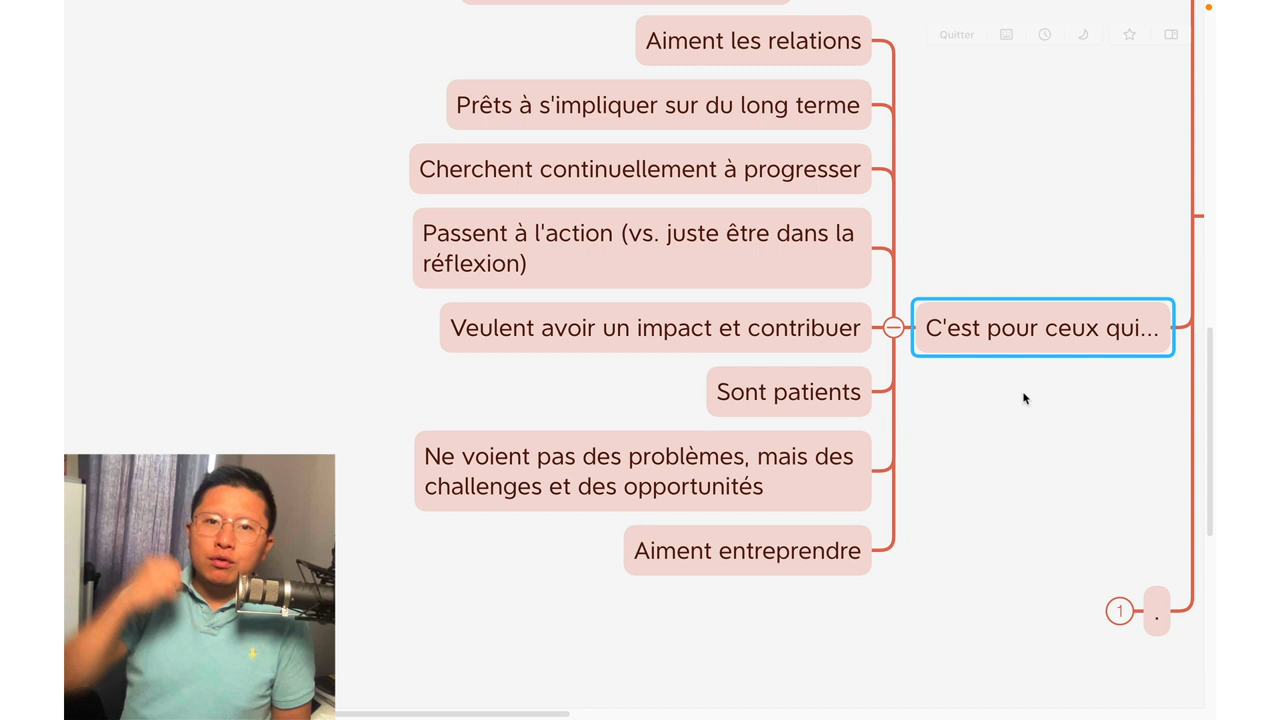 Quitter
Aiment les relations
Prêts à s'impliquer sur du long terme
Cherchent continuellement à progresser
Passent à l'action (vs. juste être dans la
réflexion)
Veulent avoir un impact et contribuer
C'est pour ceux qui...
Sont patients
Ne voient pas des problèmes, mais des
challenges et des opportunités
Aiment entreprendre
1 .